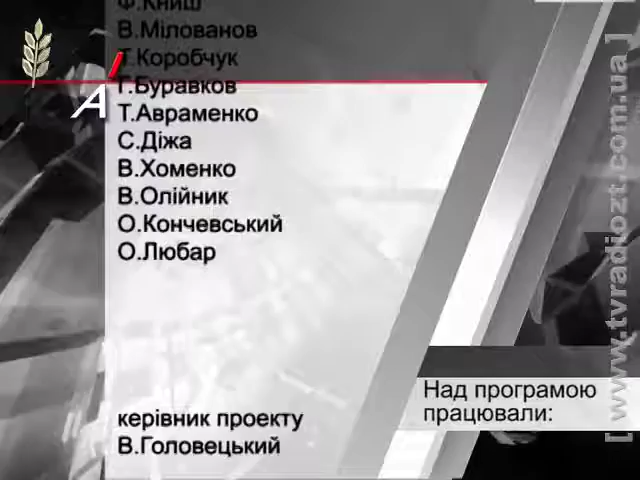 Ф.Книш
В.Мілованов
Т.Коробчук
Г.Буравков
Т.Авраменко
С.Діжа
В.Хоменко
В.Олійник
О.Кончевський
О.Любар
керівник проекту
В.Головецький
Над програмою
працювали:
[ www.tvradiozt.com.ua ]